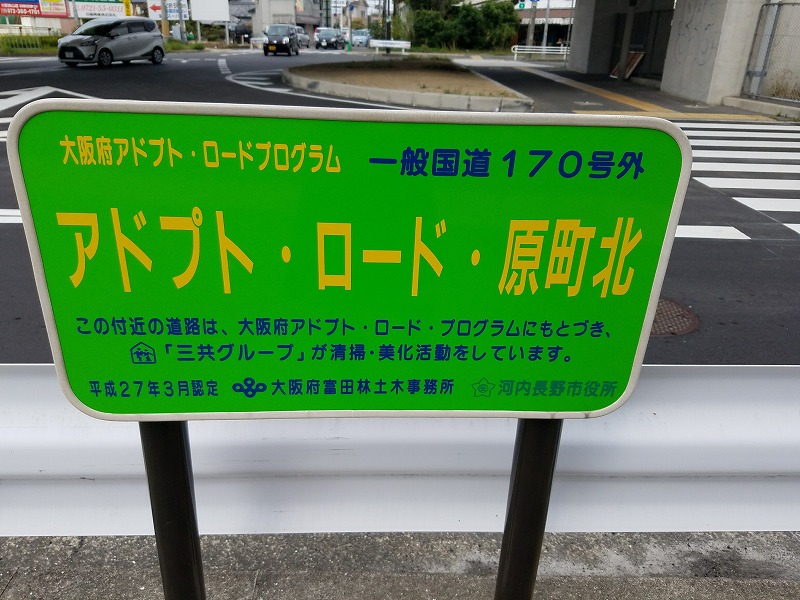 大阪府アドプト・ロードプログラム 一般国道170号外
アドプト・ロード・原町北
この付近の道路は、大阪府アドプト・ロード・プログラムにもとづき、
「三共グループ」が清掃・美化活動をしています。
平成27年3月認定 大阪府富田林土木事務所 河内長野市役所